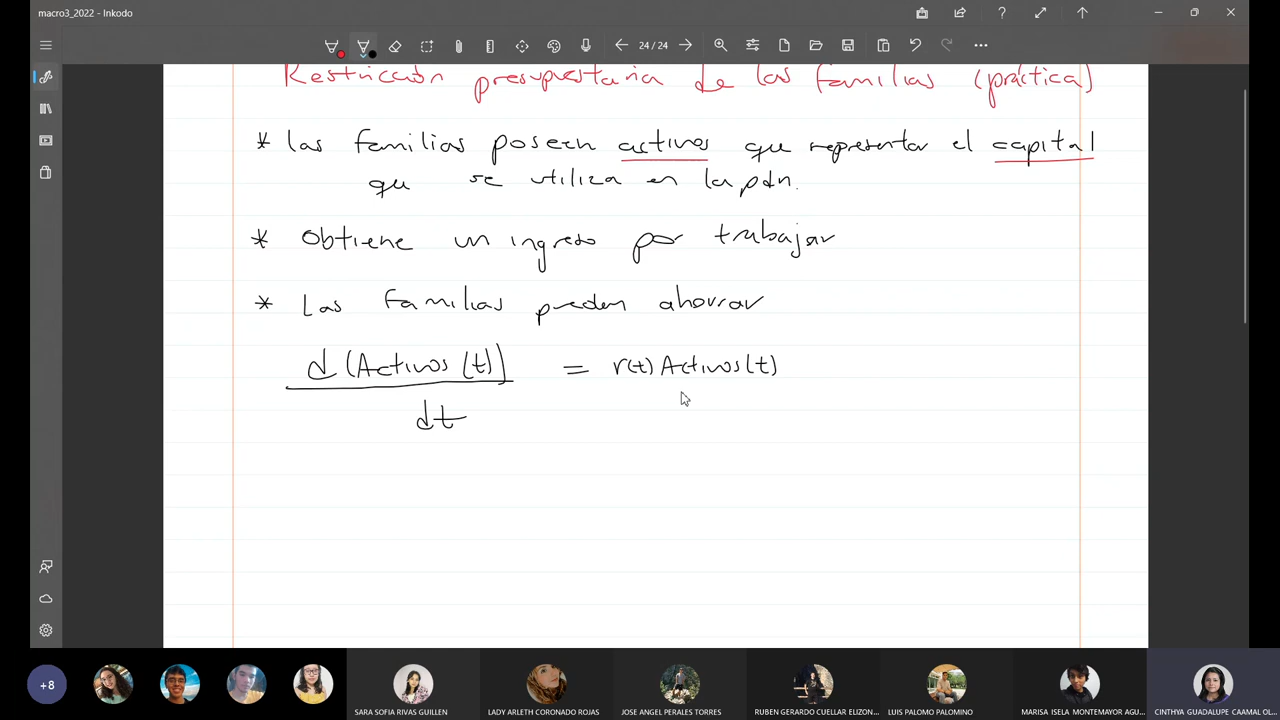 macro3_2022 - Inkodo
24 / 24
Restricción presupuestaria de las familias (práctica)
* las familias poseen activos que representan el capital
que se utiliza en la pdn.
* Obtiene un ingreso por trabajar
* Las familias pueden ahorrar
d(Activos(t)) = r(t) Activos(t)
dt
+8
SARA SOFIA RIVAS GUILLEN
LADY ARLETH CORONADO ROJAS
JOSE ANGEL PERALES TORRES
RUBEN GERARDO CUELLAR ELIZON...
LUIS PALOMO PALOMINO
MARISA ISELA MONTEMAYOR AGU...
CINTHYA GUADALUPE CAAMAL OL...